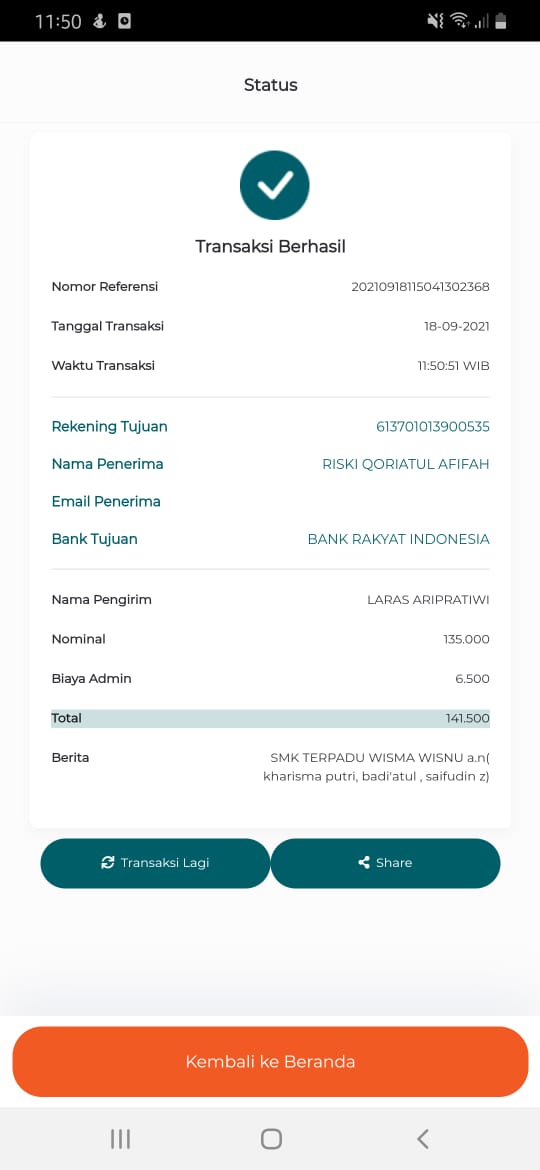 11:50
Status
Transaksi Berhasil
Nomor Referensi 20210918115041302368
Tanggal Transaksi 18-09-2021
Waktu Transaksi 11:50:51 WIB
Rekening Tujuan 613701013900535
Nama Penerima RISKI QORIATUL AFIFAH
Email Penerima
Bank Tujuan BANK RAKYAT INDONESIA
Nama Pengirim LARAS ARIPRATIWI
Nominal 135.000
Biaya Admin 6.500
Total 141.500
Berita SMK TERPADU WISMA WISNU a.n(
kharisma putri, badi'atul , saifudin z)
Transaksi Lagi Share
Kembali ke Beranda